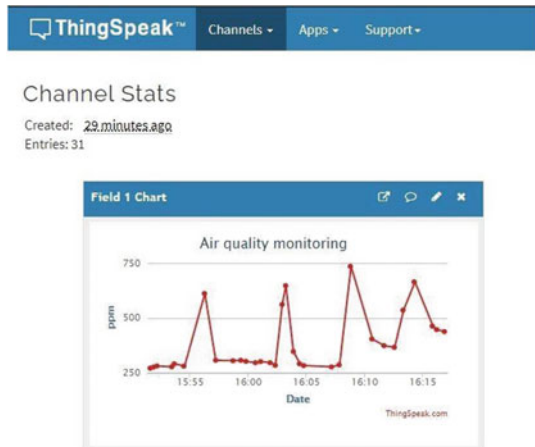 ThingSpeak™ Channels Apps Support
Channel Stats
Created: 29 minutes ago
Entries: 31
Field 1 Chart
Air quality monitoring
750
500
250
ppm
15:55 16:00 16:05 16:10 16:15
Date
ThingSpeak.com